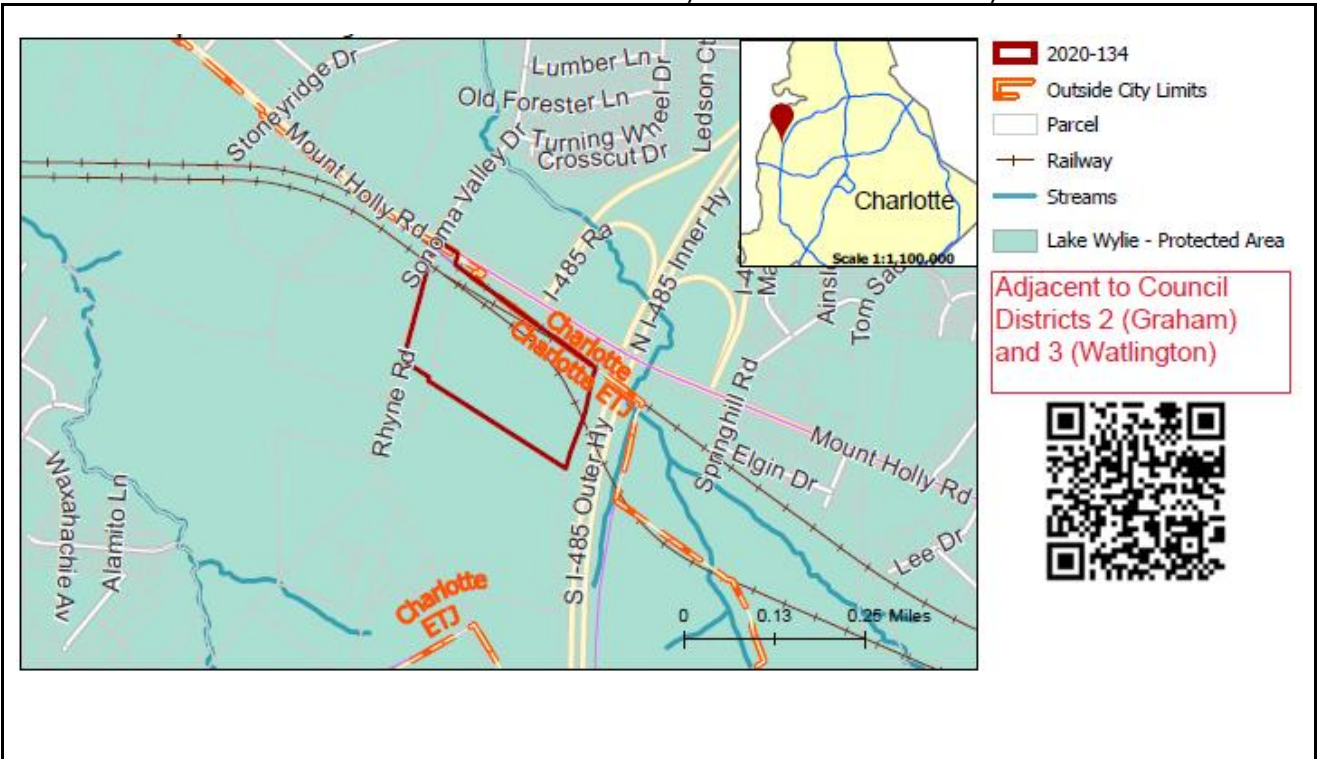 Stoneyridge Dr
Mount Holly Rd
Lumber Ln
Old Forester Ln
Turning Wheel Dr
Crosscut Dr
Ledson Ct
Sonoma Valley Dr
I-485 Ra
N I-485 Inner Hy
Charlotte
Charlotte ETJ
Rhyne Rd
S I-485 Outer Hy
Springhill Rd
Elgin Dr
Mount Holly Rd
Lee Dr
Waxahachie Av
Alamito Ln
Charlotte
ETJ
0 0.13 0.25 Miles
Charlotte
Scale 1:1,100,000
2020-134
Outside City Limits
Parcel
Railway
Streams
Lake Wylie - Protected Area
Adjacent to Council
Districts 2 (Graham)
and 3 (Watlington)